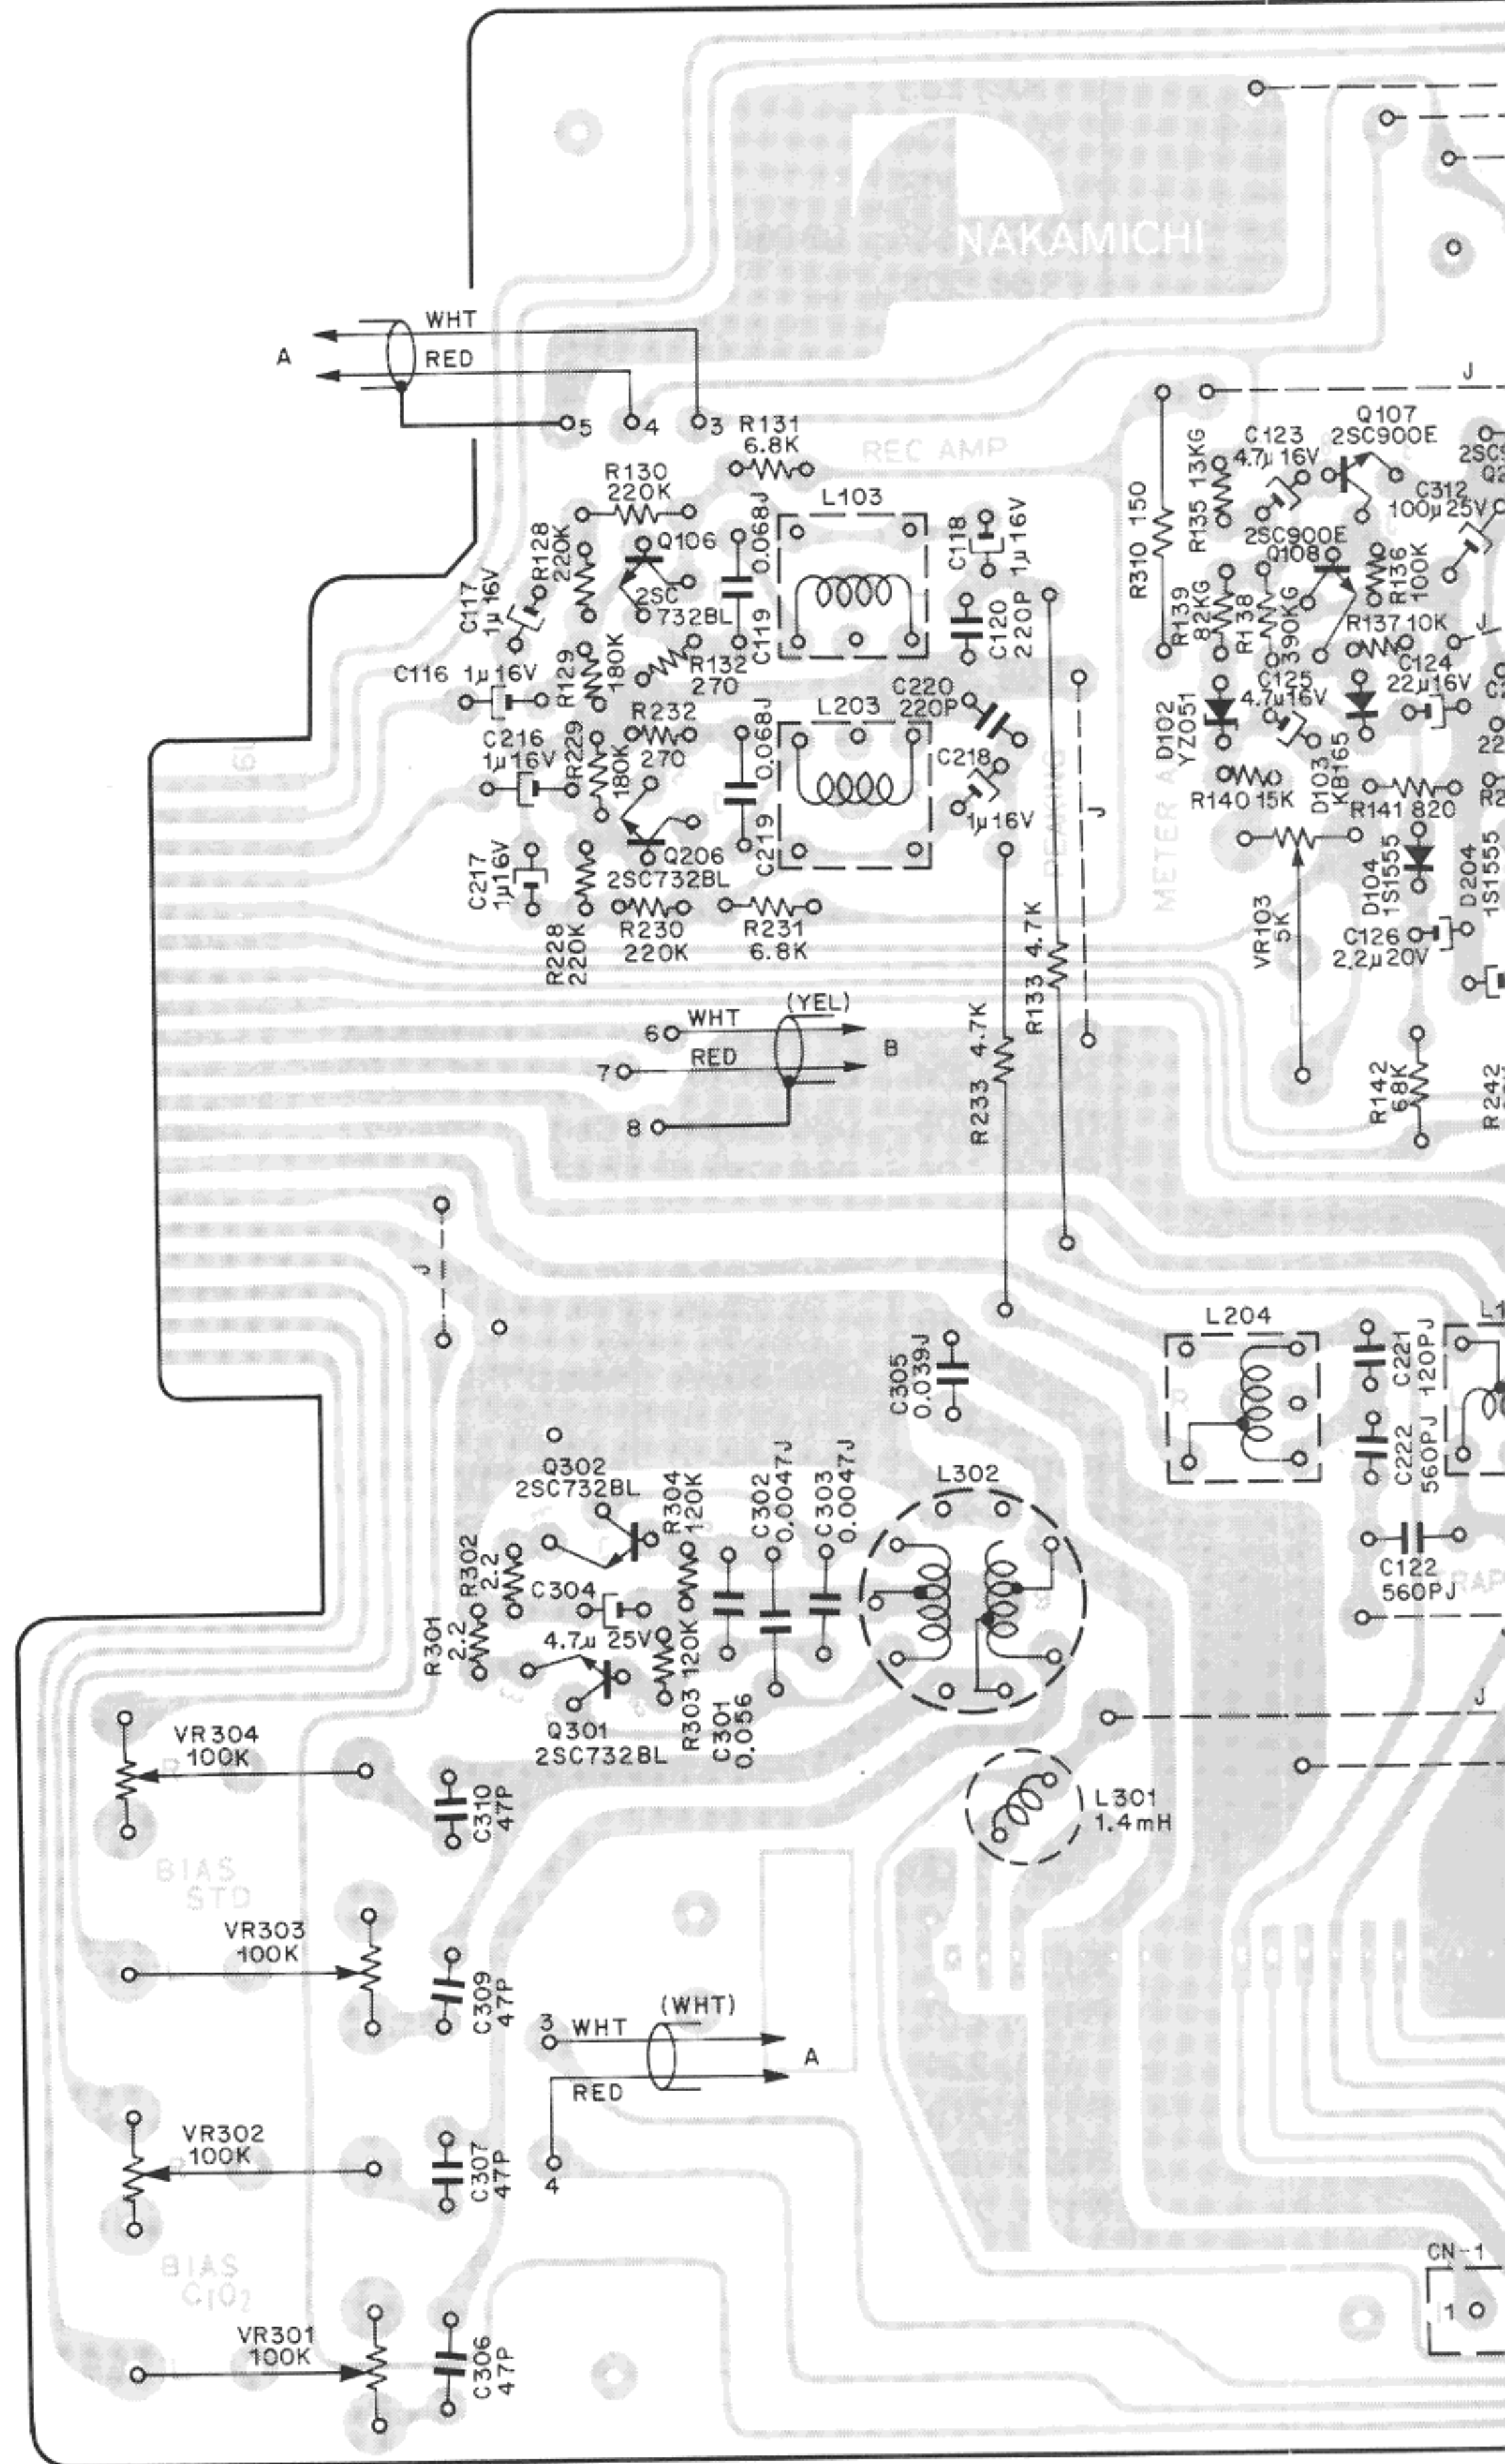 NAKAMICHI
WHT
A
RED
5
4
3
R131
6.8K
REC AMP
R130
220K
L103
Q107
2SC900E
C123
4.7µ16V
J
R135 13KG
R310 150
C312
100µ25V
2SC900E
Q108
R136
100K
R128
220K
Q106
2SC
732BL
0.068J
C119
C118
1µ16V
C117
1µ16V
R139
82KG
R138
390KG
R137 10K
J
C120
220P
R129
180K
R132
270
C116 1µ16V
C124
22µ16V
C125
4.7µ16V
C220
220P
L203
R232
270
0.068J
C219
C216
1µ16V
R229
180K
D102
YZ051
C218
1µ16V
D103
KB165
R140 15K
R141 820
J
PEAKING
METER A
Q206
2SC732BL
C217
1µ16V
D104
1S1555
D204
1S1555
R230
220K
R231
6.8K
R228
220K
VR103
5K
C126
2.2µ20V
R133 4.7K
R233 4.7K
(YEL)
6
WHT
7
RED
B
8
R142
68K
R242
J
L204
C221
120PJ
C305
0.039J
C222
560PJ
Q302
2SC732BL
R304
120K
C302
0.0047J
C303
0.0047J
L302
R302
2.2
C304
4.7µ 25V
C122
560PJ
R301
2.2
R303 120K
C301
0.056
Q301
2SC732BL
J
VR304
100K
C310
47P
L301
1.4mH
BIAS
STD
VR303
100K
C309
47P
(WHT)
3
WHT
A
RED
4
VR302
100K
C307
47P
BIAS
CrO2
CN-1
1
VR301
100K
C306
47P